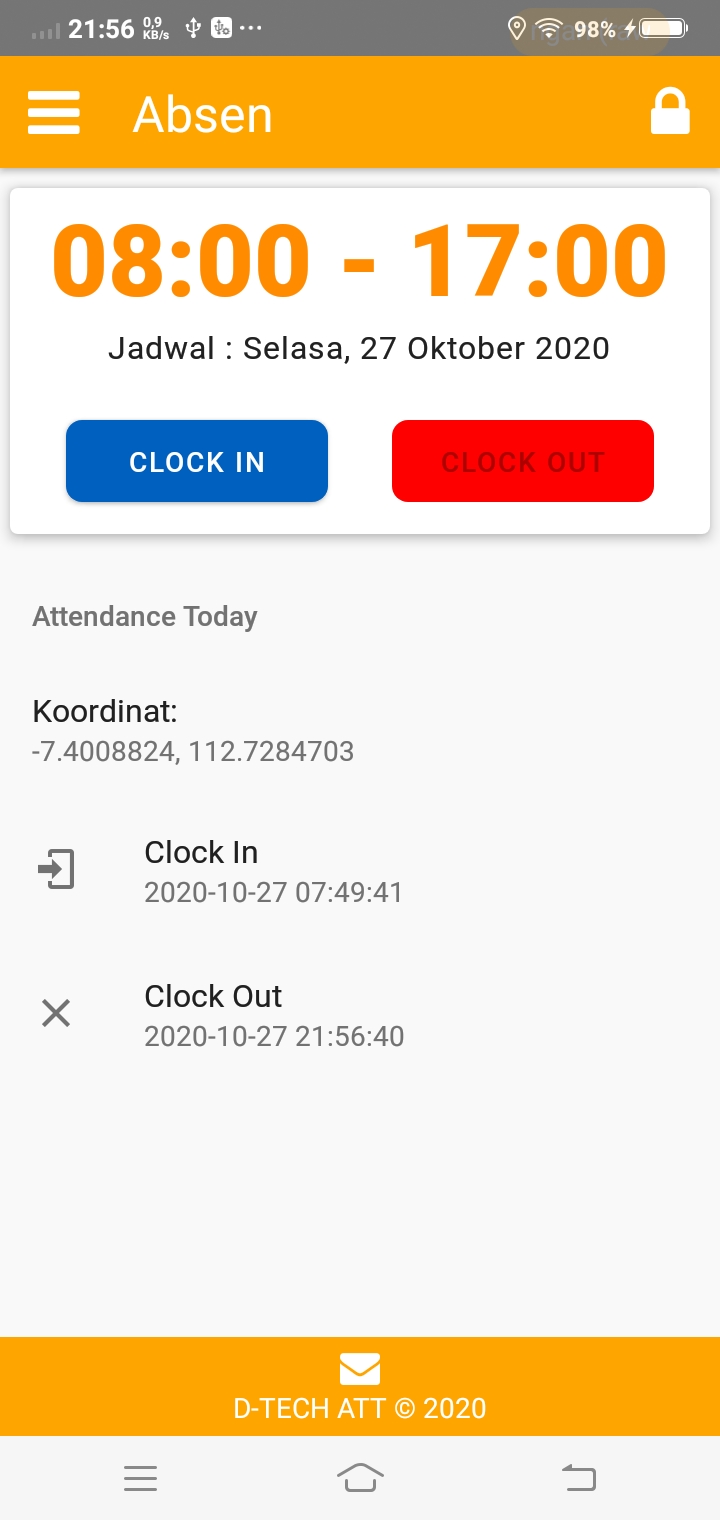 21:56 0,9 KB/s 98%
Absen
08:00 - 17:00
Jadwal : Selasa, 27 Oktober 2020
CLOCK IN CLOCK OUT
Attendance Today
Koordinat:
-7.4008824, 112.7284703
Clock In
2020-10-27 07:49:41
Clock Out
2020-10-27 21:56:40
D-TECH ATT © 2020